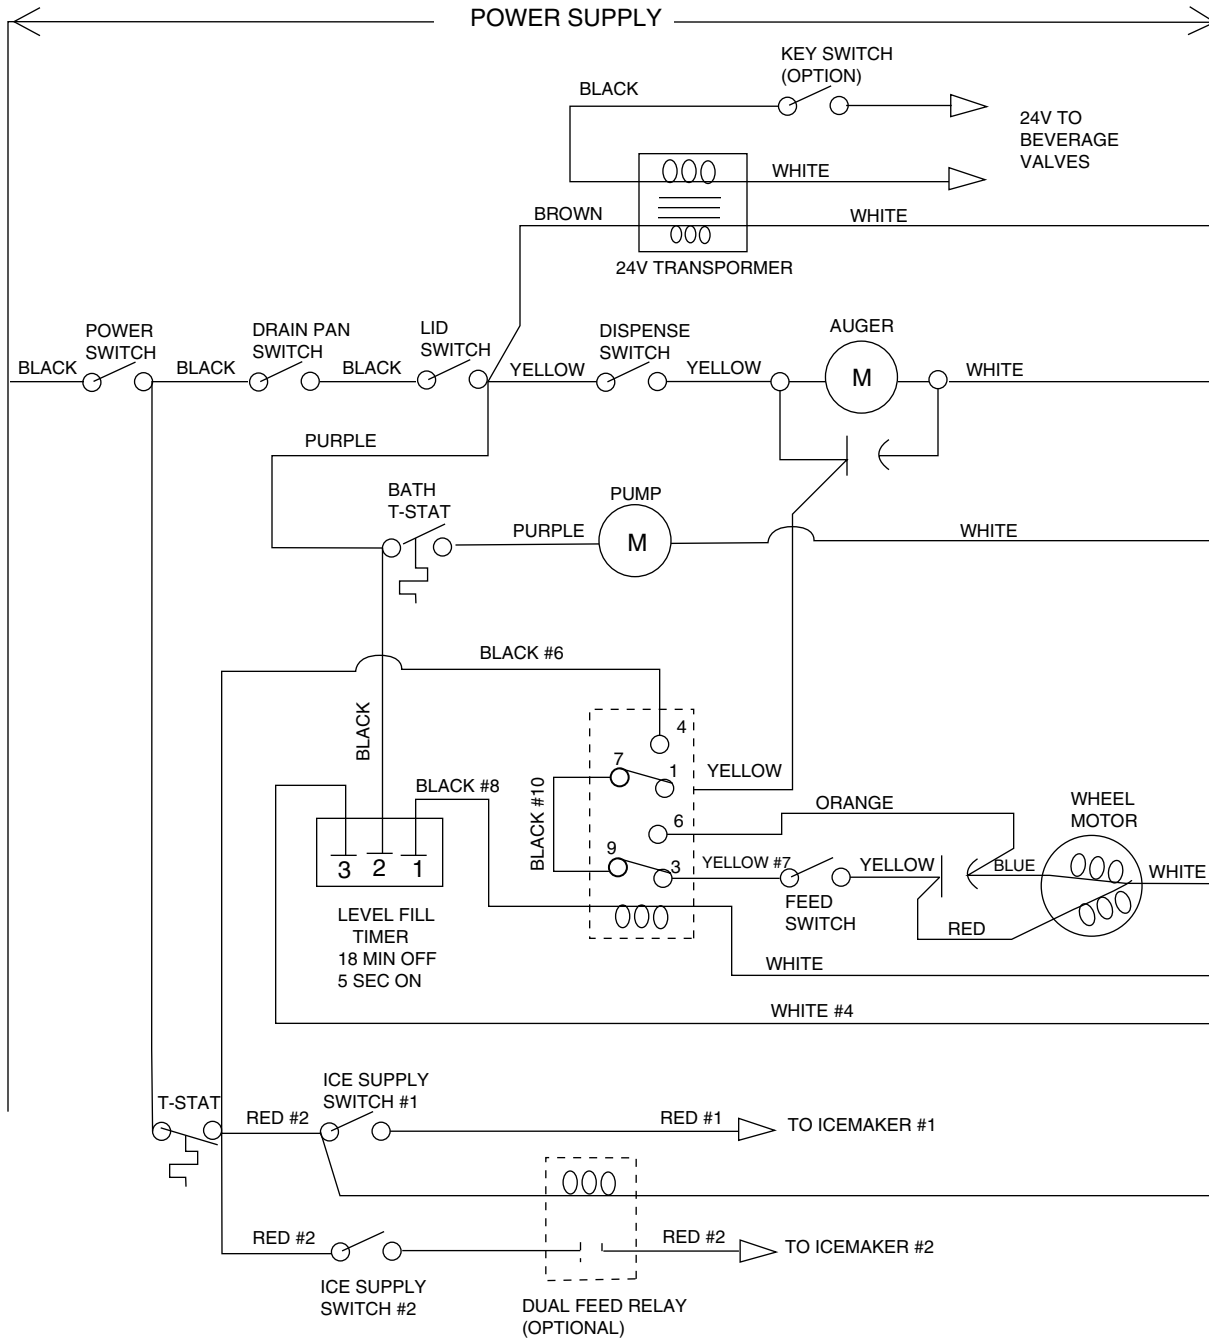 POWER SUPPLY
KEY SWITCH
(OPTION)
BLACK
24V TO
BEVERAGE
VALVES
WHITE
BROWN
WHITE
24V TRANSPORMER
POWER
SWITCH
DRAIN PAN
SWITCH
LID
SWITCH
DISPENSE
SWITCH
AUGER
BLACK
BLACK
BLACK
YELLOW
YELLOW
M
WHITE
PURPLE
BATH
T-STAT
PURPLE
PUMP
M
WHITE
BLACK #6
BLACK
4
7
1
YELLOW
BLACK #8
BLACK #10
ORANGE
WHEEL
MOTOR
6
9
3
YELLOW #7
YELLOW
BLUE
WHITE
3
2
1
FEED
SWITCH
RED
LEVEL FILL
TIMER
18 MIN OFF
5 SEC ON
WHITE
WHITE #4
T-STAT
ICE SUPPLY
SWITCH #1
RED #2
RED #1
TO ICEMAKER #1
RED #2
RED #2
TO ICEMAKER #2
ICE SUPPLY
SWITCH #2
DUAL FEED RELAY
(OPTIONAL)